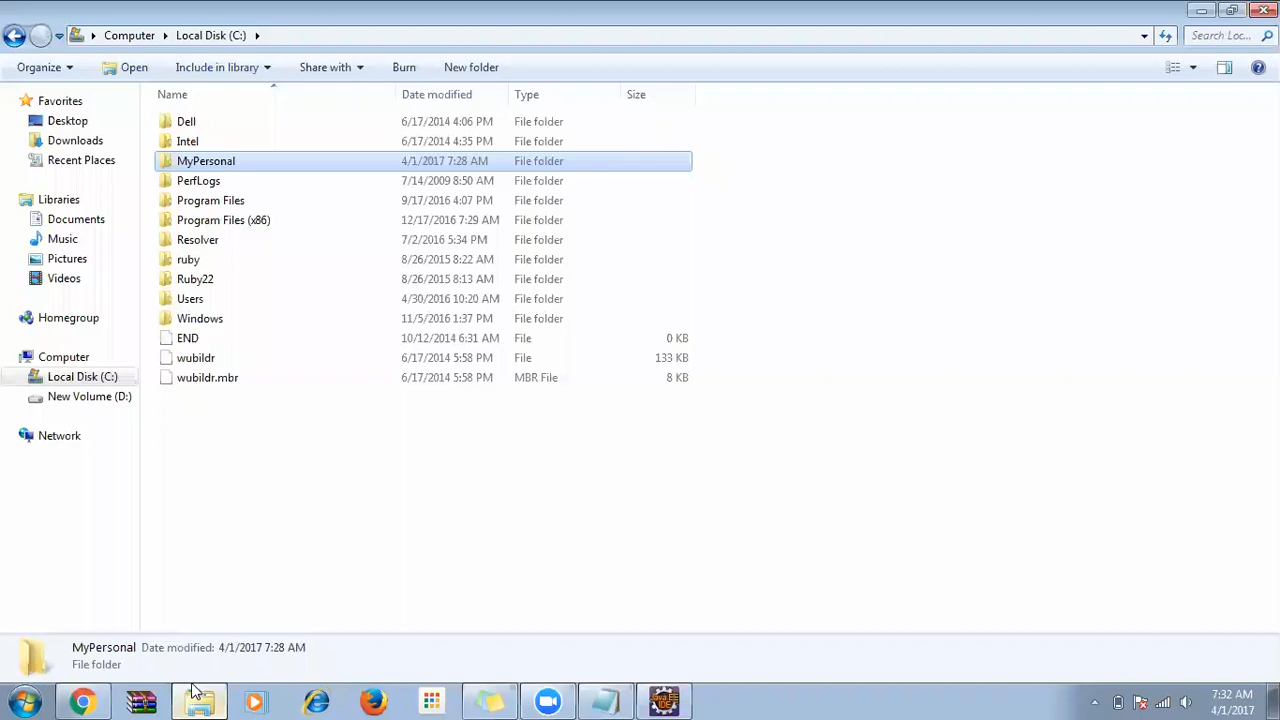 Computer Local Disk (C:) Search Loc...
Organize Open Include in library Share with Burn New folder
Name Date modified Type Size
Favorites
Desktop
Downloads
Recent Places
Libraries
Documents
Music
Pictures
Videos
Homegroup
Computer
Local Disk (C:)
New Volume (D:)
Network
Dell 6/17/2014 4:06 PM File folder
Intel 6/17/2014 4:35 PM File folder
MyPersonal 4/1/2017 7:28 AM File folder
PerfLogs 7/14/2009 8:50 AM File folder
Program Files 9/17/2016 4:07 PM File folder
Program Files (x86) 12/17/2016 7:29 AM File folder
Resolver 7/2/2016 5:34 PM File folder
ruby 8/26/2015 8:22 AM File folder
Ruby22 8/26/2015 8:13 AM File folder
Users 4/30/2016 10:20 AM File folder
Windows 11/5/2016 1:37 PM File folder
END 10/12/2014 6:31 AM File 0 KB
wubildr 6/17/2014 5:58 PM File 133 KB
wubildr.mbr 6/17/2014 5:58 PM MBR File 8 KB
MyPersonal Date modified: 4/1/2017 7:28 AM
File folder
Java EE
IDE
7:32 AM
4/1/2017